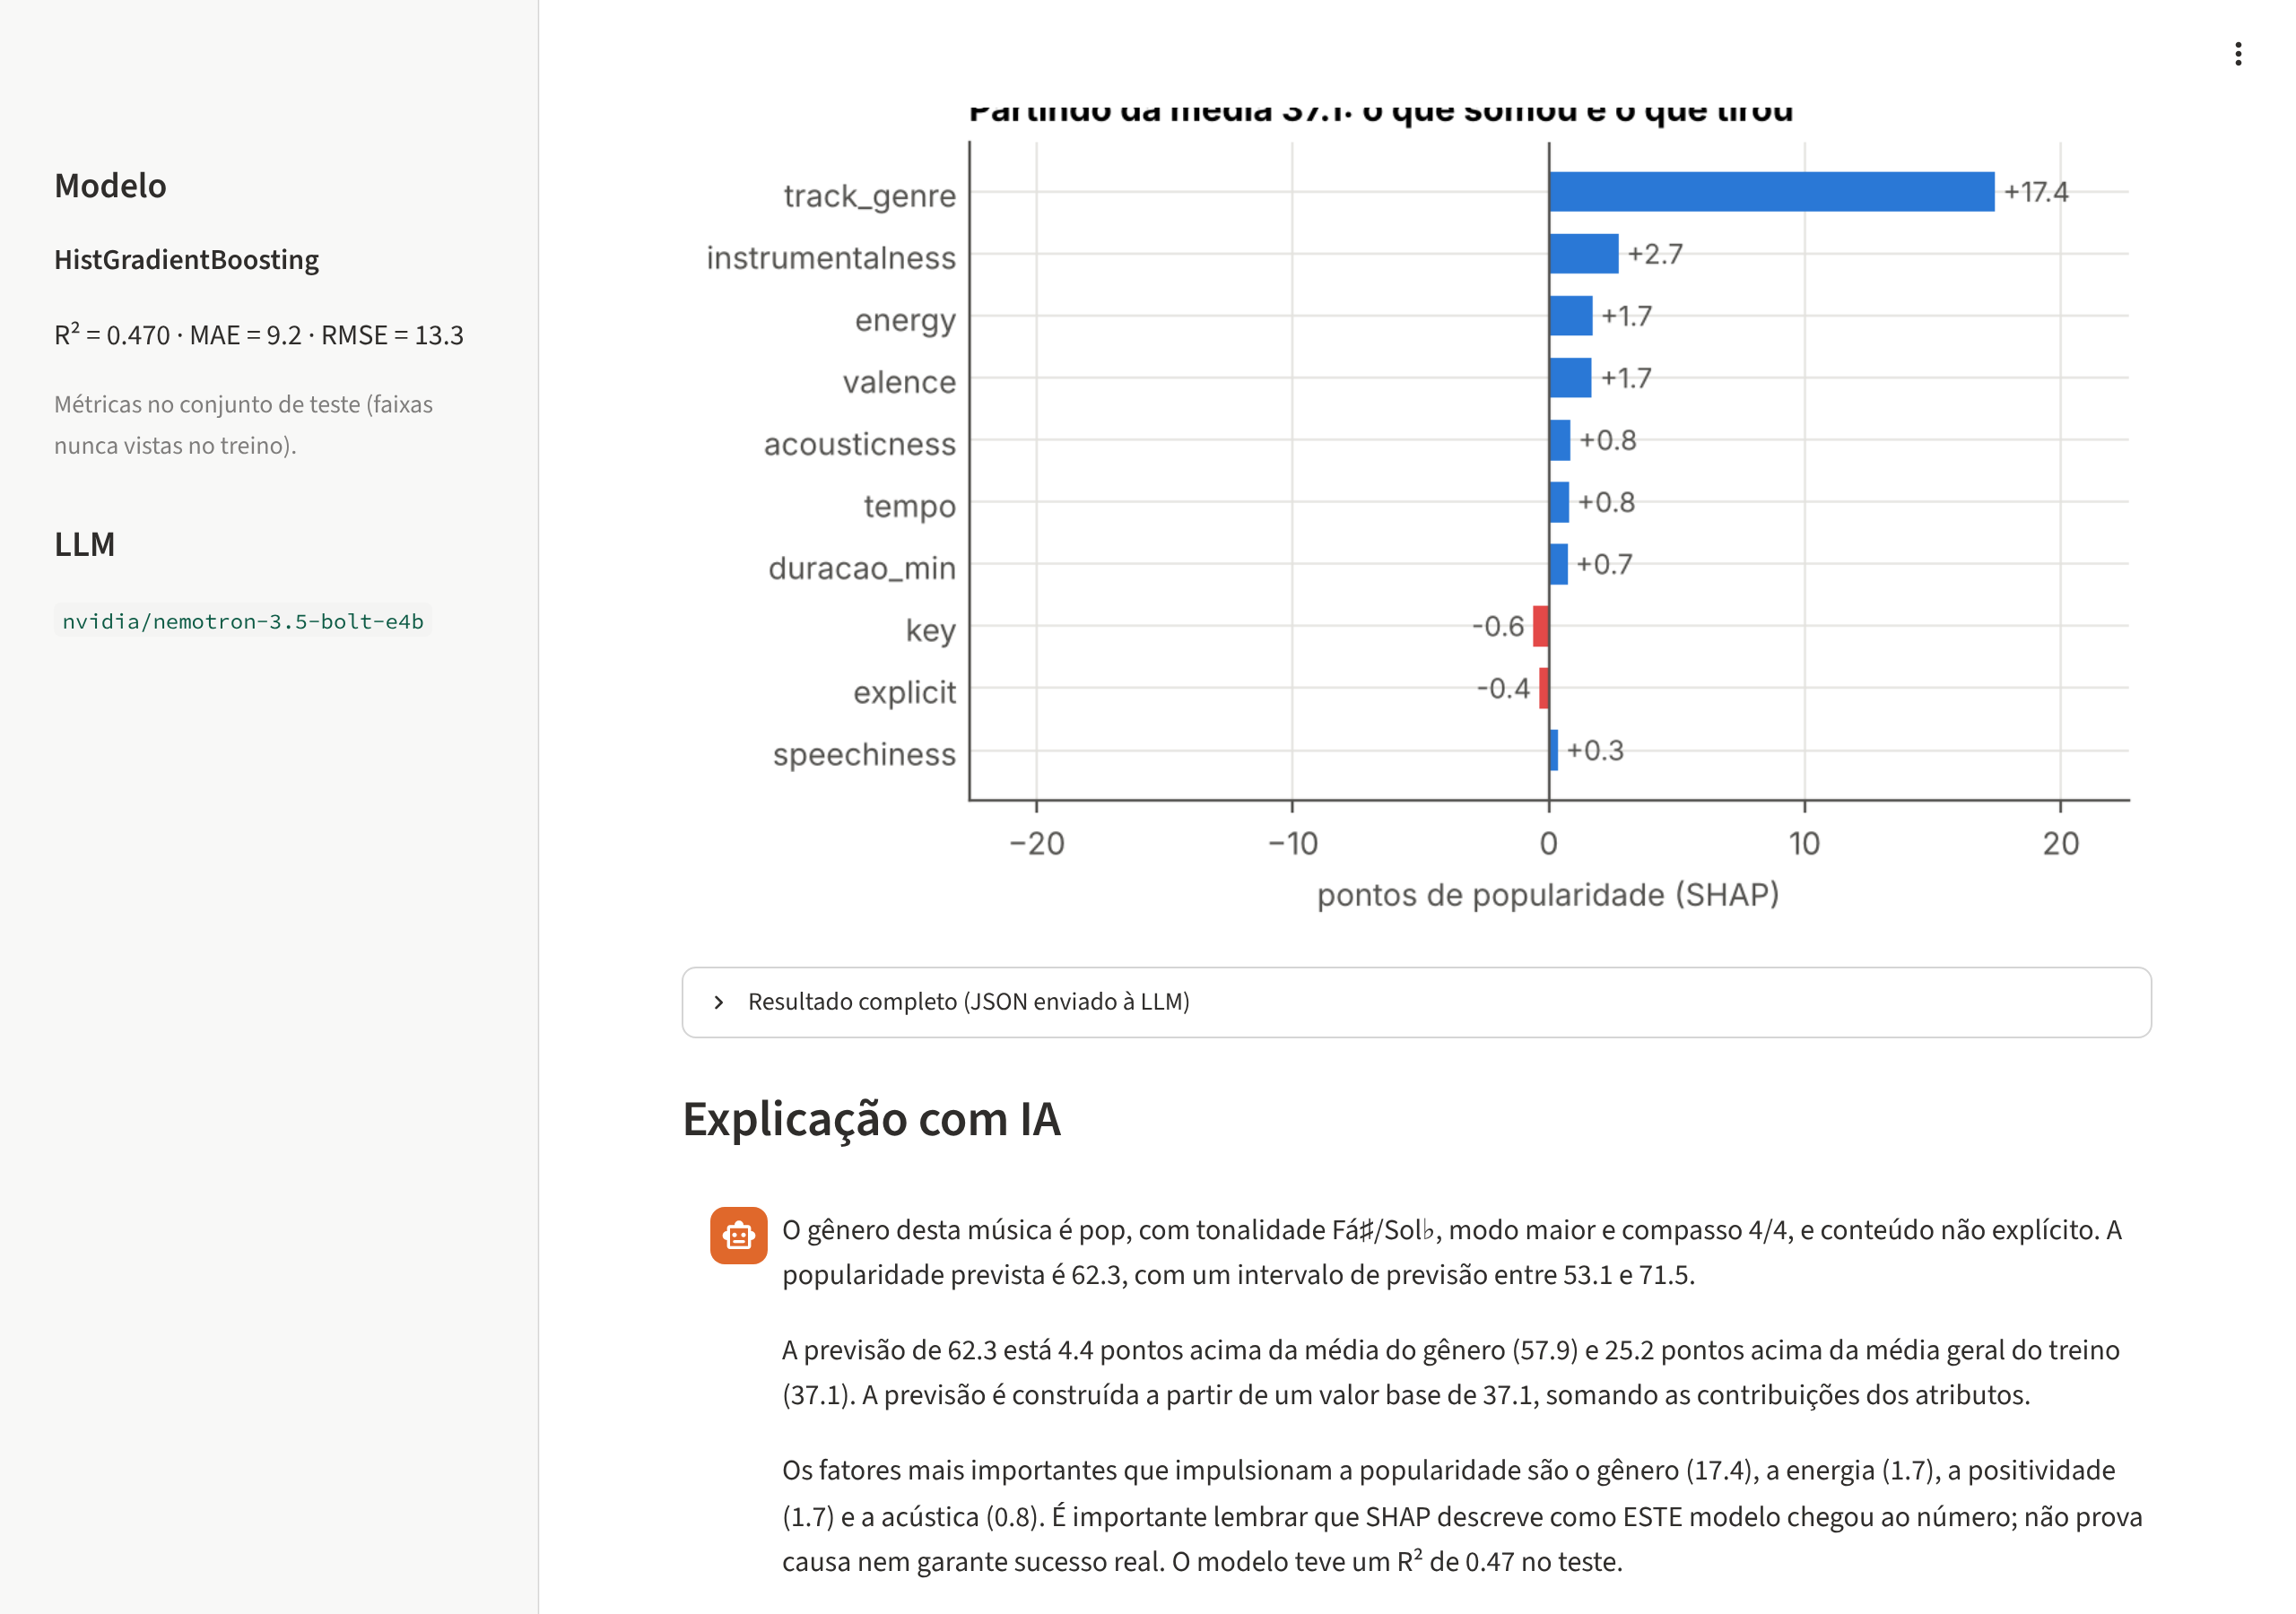 Modelo
HistGradientBoosting
R² = 0.470 · MAE = 9.2 · RMSE = 13.3
Métricas no conjunto de teste (faixas
nunca vistas no treino).
LLM
nvidia/nemotron-3.5-bolt-e4b
Partindo da média 37.1: o que somou e o que tirou
track_genre +17.4
instrumentalness +2.7
energy +1.7
valence +1.7
acousticness +0.8
tempo +0.8
duracao_min +0.7
key -0.6
explicit -0.4
speechiness +0.3
−20 −10 0 10 20
pontos de popularidade (SHAP)
Resultado completo (JSON enviado à LLM)
Explicação com IA
O gênero desta música é pop, com tonalidade Fá♯/Sol♭, modo maior e compasso 4/4, e conteúdo não explícito. A
popularidade prevista é 62.3, com um intervalo de previsão entre 53.1 e 71.5.
A previsão de 62.3 está 4.4 pontos acima da média do gênero (57.9) e 25.2 pontos acima da média geral do treino
(37.1). A previsão é construída a partir de um valor base de 37.1, somando as contribuições dos atributos.
Os fatores mais importantes que impulsionam a popularidade são o gênero (17.4), a energia (1.7), a positividade
(1.7) e a acústica (0.8). É importante lembrar que SHAP descreve como ESTE modelo chegou ao número; não prova
causa nem garante sucesso real. O modelo teve um R² de 0.47 no teste.